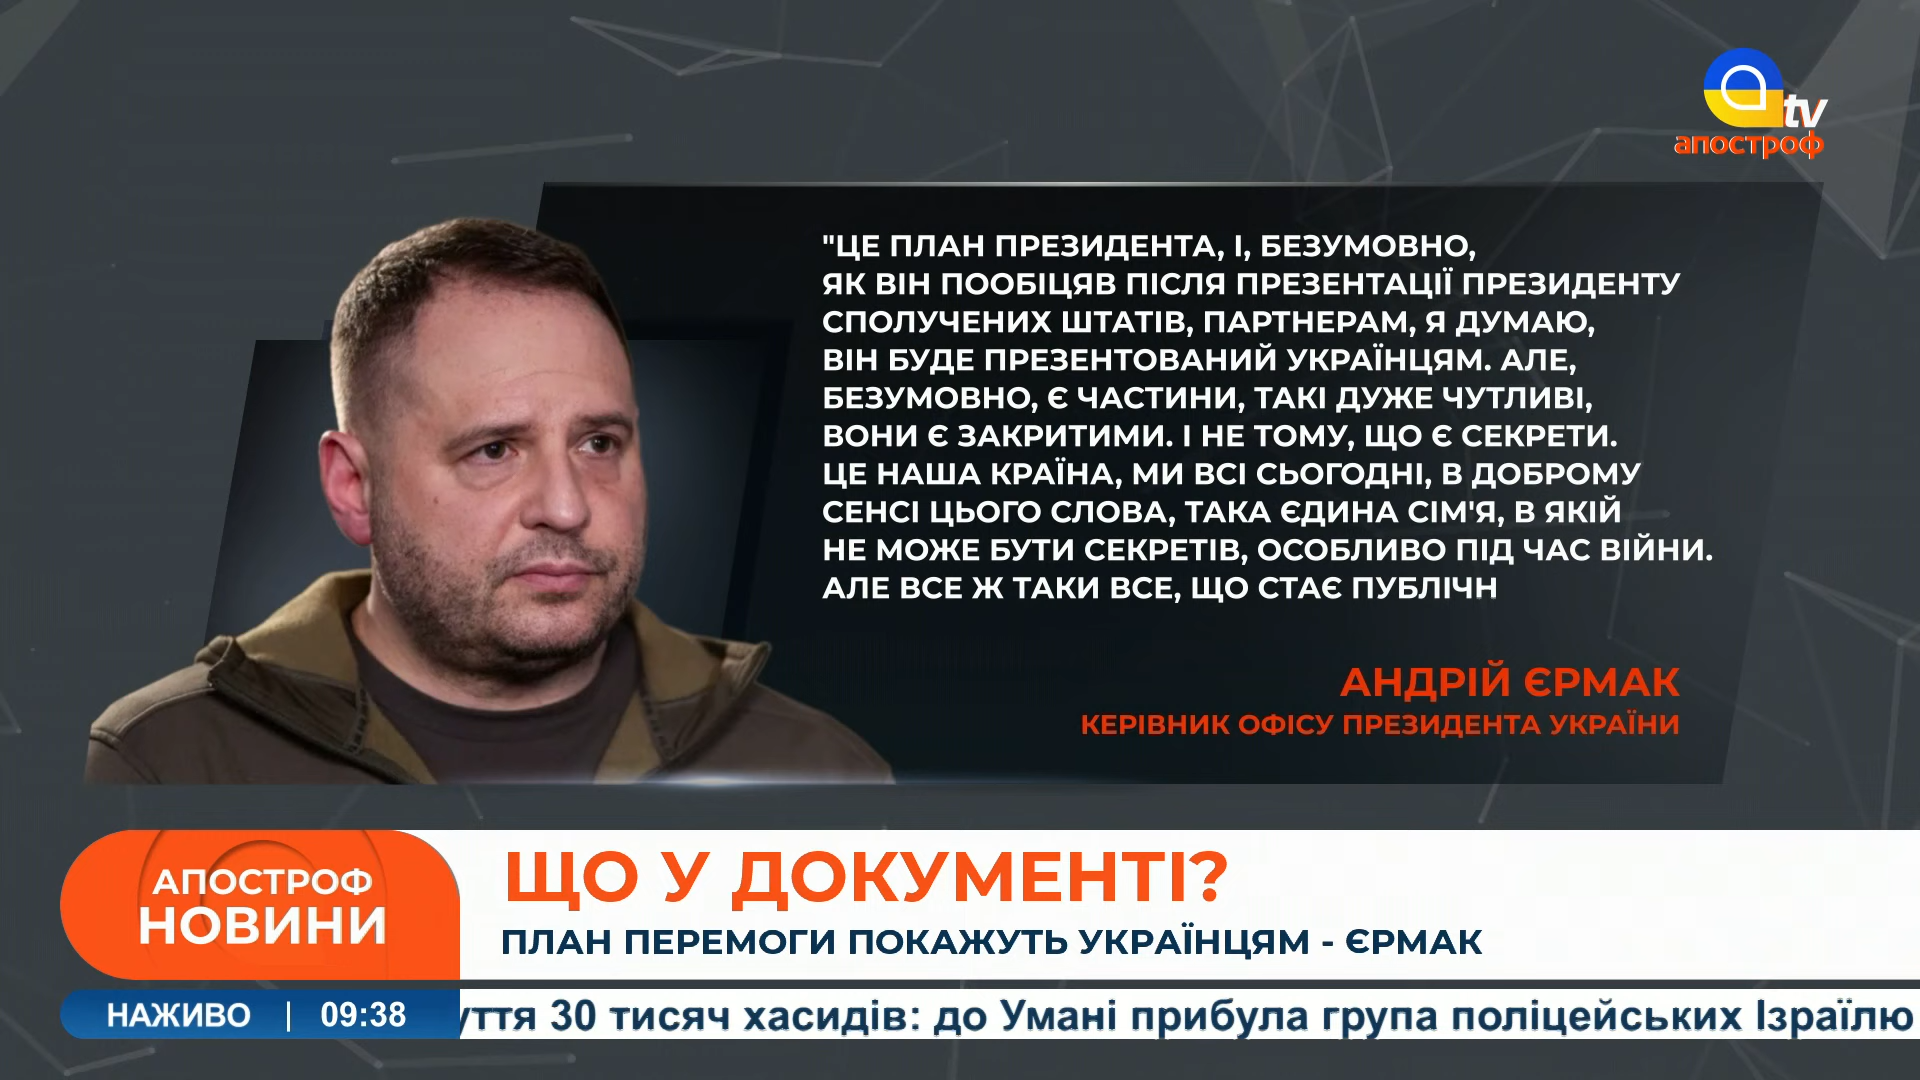 tv
апостроф
"ЦЕ ПЛАН ПРЕЗИДЕНТА, І, БЕЗУМОВНО,
ЯК ВІН ПООБІЦЯВ ПІСЛЯ ПРЕЗЕНТАЦІЇ ПРЕЗИДЕНТУ
СПОЛУЧЕНИХ ШТАТІВ, ПАРТНЕРАМ, Я ДУМАЮ,
ВІН БУДЕ ПРЕЗЕНТОВАНИЙ УКРАЇНЦЯМ. АЛЕ,
БЕЗУМОВНО, Є ЧАСТИНИ, ТАКІ ДУЖЕ ЧУТЛИВІ,
ВОНИ Є ЗАКРИТИМИ. І НЕ ТОМУ, ЩО Є СЕКРЕТИ.
ЦЕ НАША КРАЇНА, МИ ВСІ СЬОГОДНІ, В ДОБРОМУ
СЕНСІ ЦЬОГО СЛОВА, ТАКА ЄДИНА СІМ'Я, В ЯКІЙ
НЕ МОЖЕ БУТИ СЕКРЕТІВ, ОСОБЛИВО ПІД ЧАС ВІЙНИ.
АЛЕ ВСЕ Ж ТАКИ ВСЕ, ЩО СТАЄ ПУБЛІЧН
АНДРІЙ ЄРМАК
КЕРІВНИК ОФІСУ ПРЕЗИДЕНТА УКРАЇНИ
АПОСТРОФ
НОВИНИ
ЩО У ДОКУМЕНТІ?
ПЛАН ПЕРЕМОГИ ПОКАЖУТЬ УКРАЇНЦЯМ - ЄРМАК
НАЖИВО | 09:38
уття 30 тисяч хасидів: до Умані прибула група поліцейських Ізраїлю